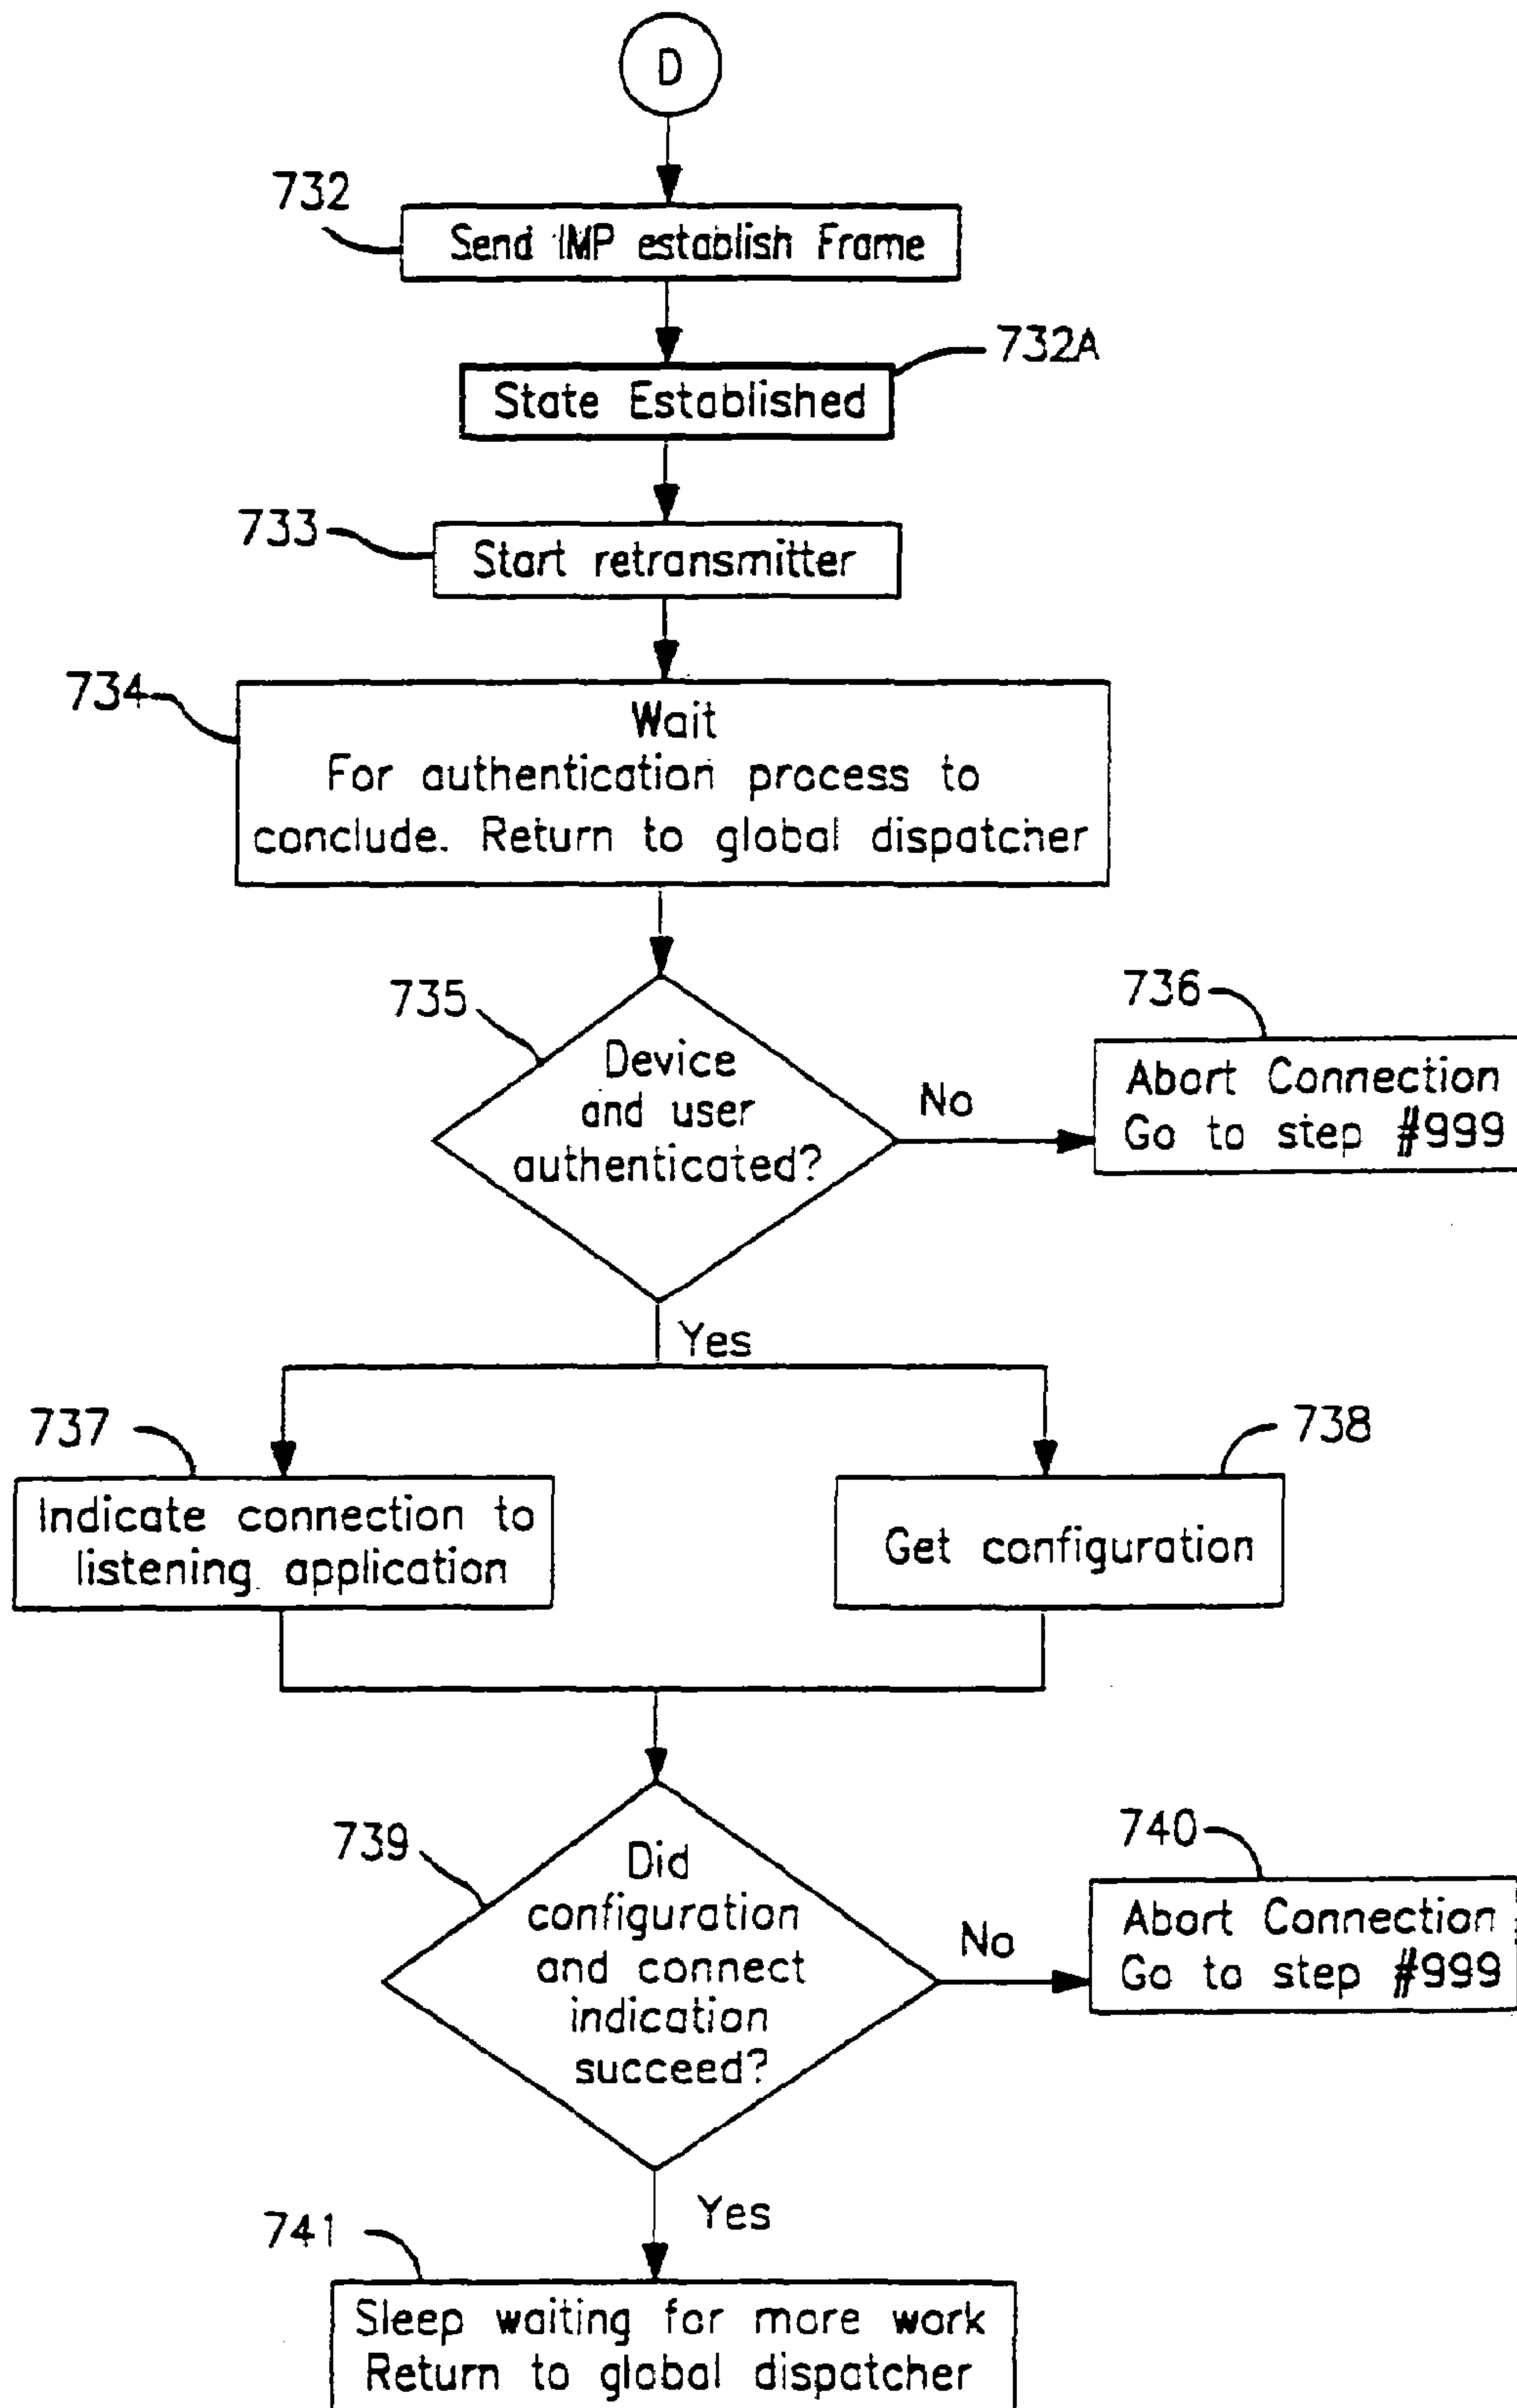 D
732
Send IMP establish Frame
732A
State Established
733
Start retransmitter
734
Wait
For authentication process to
conclude. Return to global dispatcher
735
Device
and user
authenticated?
No
736
Abort Connection
Go to step #999
Yes
737
Indicate connection to
listening application
738
Get configuration
739
Did
configuration
and connect
indication
succeed?
No
740
Abort Connection
Go to step #999
Yes
741
Sleep waiting for more work
Return to global dispatcher